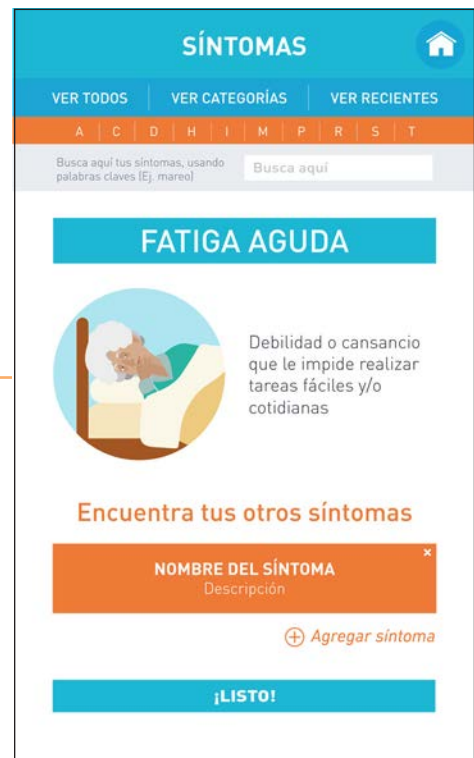 SÍNTOMAS
VER TODOS VER CATEGORÍAS VER RECIENTES
A C D H I M P R S T
Busca aquí tus síntomas, usando
palabras claves (Ej. mareo)
Busca aquí
FATIGA AGUDA
Debilidad o cansancio
que le impide realizar
tareas fáciles y/o
cotidianas
Encuentra tus otros síntomas
NOMBRE DEL SÍNTOMA
Descripción
Agregar síntoma
¡LISTO!